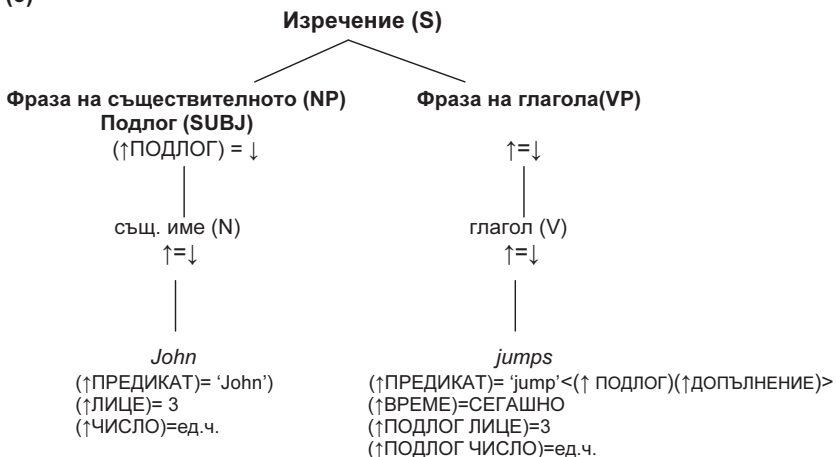 Изречение (S)
Фраза на съществителното (NP) Фраза на глагола(VP)
Подлог (SUBJ)
(↑ПОДЛОГ) = ↓ ↑=↓
същ. име (N) глагол (V)
↑=↓ ↑=↓
John jumps
(↑ПРЕДИКАТ)= ‘John’) (↑ПРЕДИКАТ)= ‘jump’<(↑ ПОДЛОГ)(↑ДОПЪЛНЕНИЕ)>
(↑ЛИЦЕ)= 3 (↑ВРЕМЕ)=СЕГАШНО
(↑ЧИСЛО)=ед.ч. (↑ПОДЛОГ ЛИЦЕ)=3
(↑ПОДЛОГ ЧИСЛО)=ед.ч.